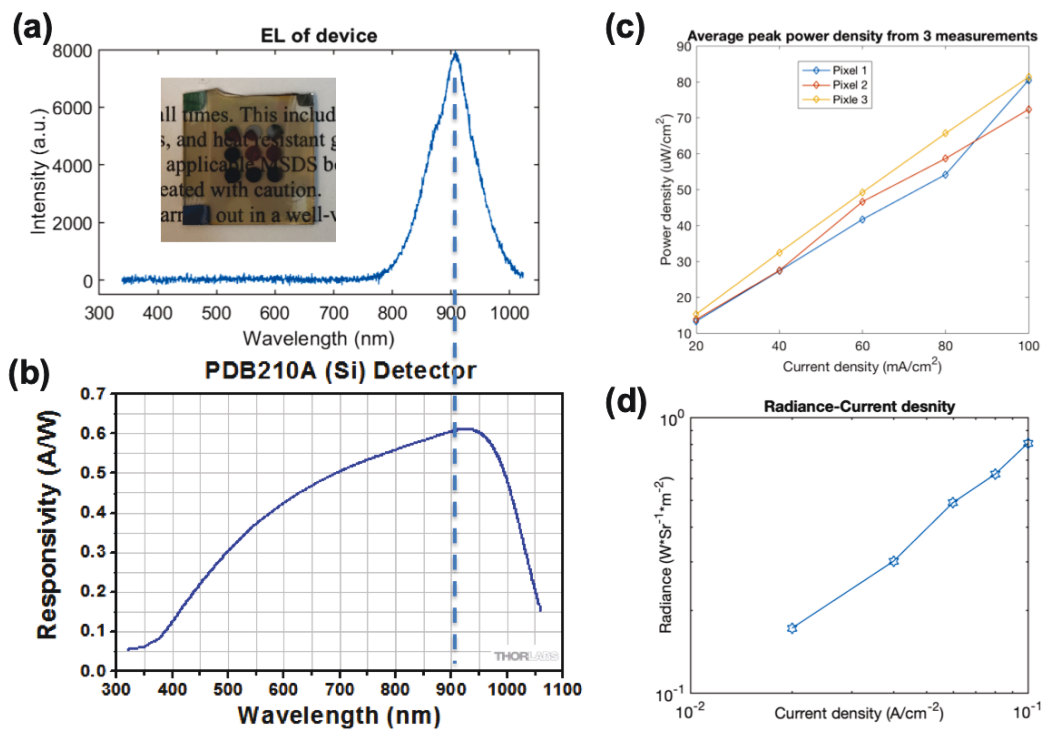 (a)
EL of device
8000
6000
4000
2000
0
Intensity (a.u.)
all times. This includ
s, and heat resistant g
applicable MSDS be
eated with caution.
out in a well-v
300 400 500 600 700 800 900 1000
Wavelength (nm)
(b)
PDB210A (Si) Detector
0.7
0.6
0.5
0.4
0.3
0.2
0.1
0.0
Responsivity (A/W)
THORLABS
300 400 500 600 700 800 900 1000 1100
Wavelength (nm)
(c)
Average peak power density from 3 measurements
90
80
70
60
50
40
30
20
10
Power density (uW/cm²)
Pixel 1
Pixel 2
Pixle 3
20 40 60 80 100
Current density (mA/cm²)
(d)
Radiance-Current desnity
10⁰
10⁻¹
Radiance (W*Sr⁻¹*m⁻²)
10⁻² 10⁻¹
Current density (A/cm⁻²)